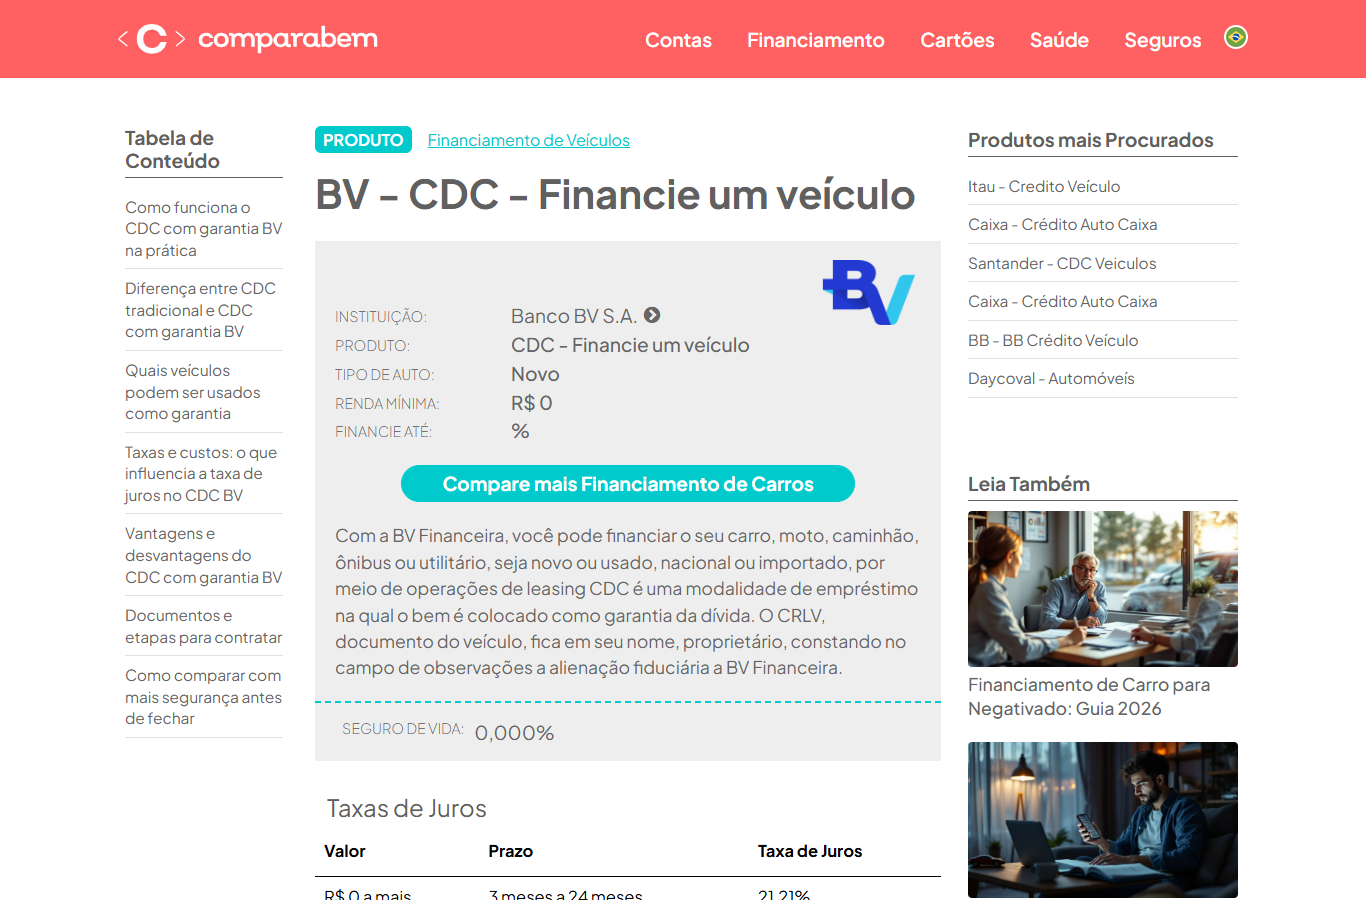 < C > comparabem
Contas
Financiamento
Cartões
Saúde
Seguros
Tabela de
Conteúdo
Como funciona o
CDC com garantia BV
na prática
Diferença entre CDC
tradicional e CDC
com garantia BV
Quais veículos
podem ser usados
como garantia
Taxas e custos: o que
influencia a taxa de
juros no CDC BV
Vantagens e
desvantagens do
CDC com garantia BV
Documentos e
etapas para contratar
Como comparar com
mais segurança antes
de fechar
PRODUTO Financiamento de Veículos
BV - CDC - Financie um veículo
BV
INSTITUIÇÃO: Banco BV S.A.
PRODUTO: CDC - Financie um veículo
TIPO DE AUTO: Novo
RENDA MÍNIMA: R$ 0
FINANCIE ATÉ: %
Compare mais Financiamento de Carros
Com a BV Financeira, você pode financiar o seu carro, moto, caminhão,
ônibus ou utilitário, seja novo ou usado, nacional ou importado, por
meio de operações de leasing CDC é uma modalidade de empréstimo
na qual o bem é colocado como garantia da dívida. O CRLV,
documento do veículo, fica em seu nome, proprietário, constando no
campo de observações a alienação fiduciária a BV Financeira.
SEGURO DE VIDA: 0,000%
Taxas de Juros
Valor Prazo Taxa de Juros
R$ 0 a mais 3 meses a 24 meses 21,21%
Produtos mais Procurados
Itau - Credito Veículo
Caixa - Crédito Auto Caixa
Santander - CDC Veiculos
Caixa - Crédito Auto Caixa
BB - BB Crédito Veículo
Daycoval - Automóveís
Leia Também
Financiamento de Carro para
Negativado: Guia 2026